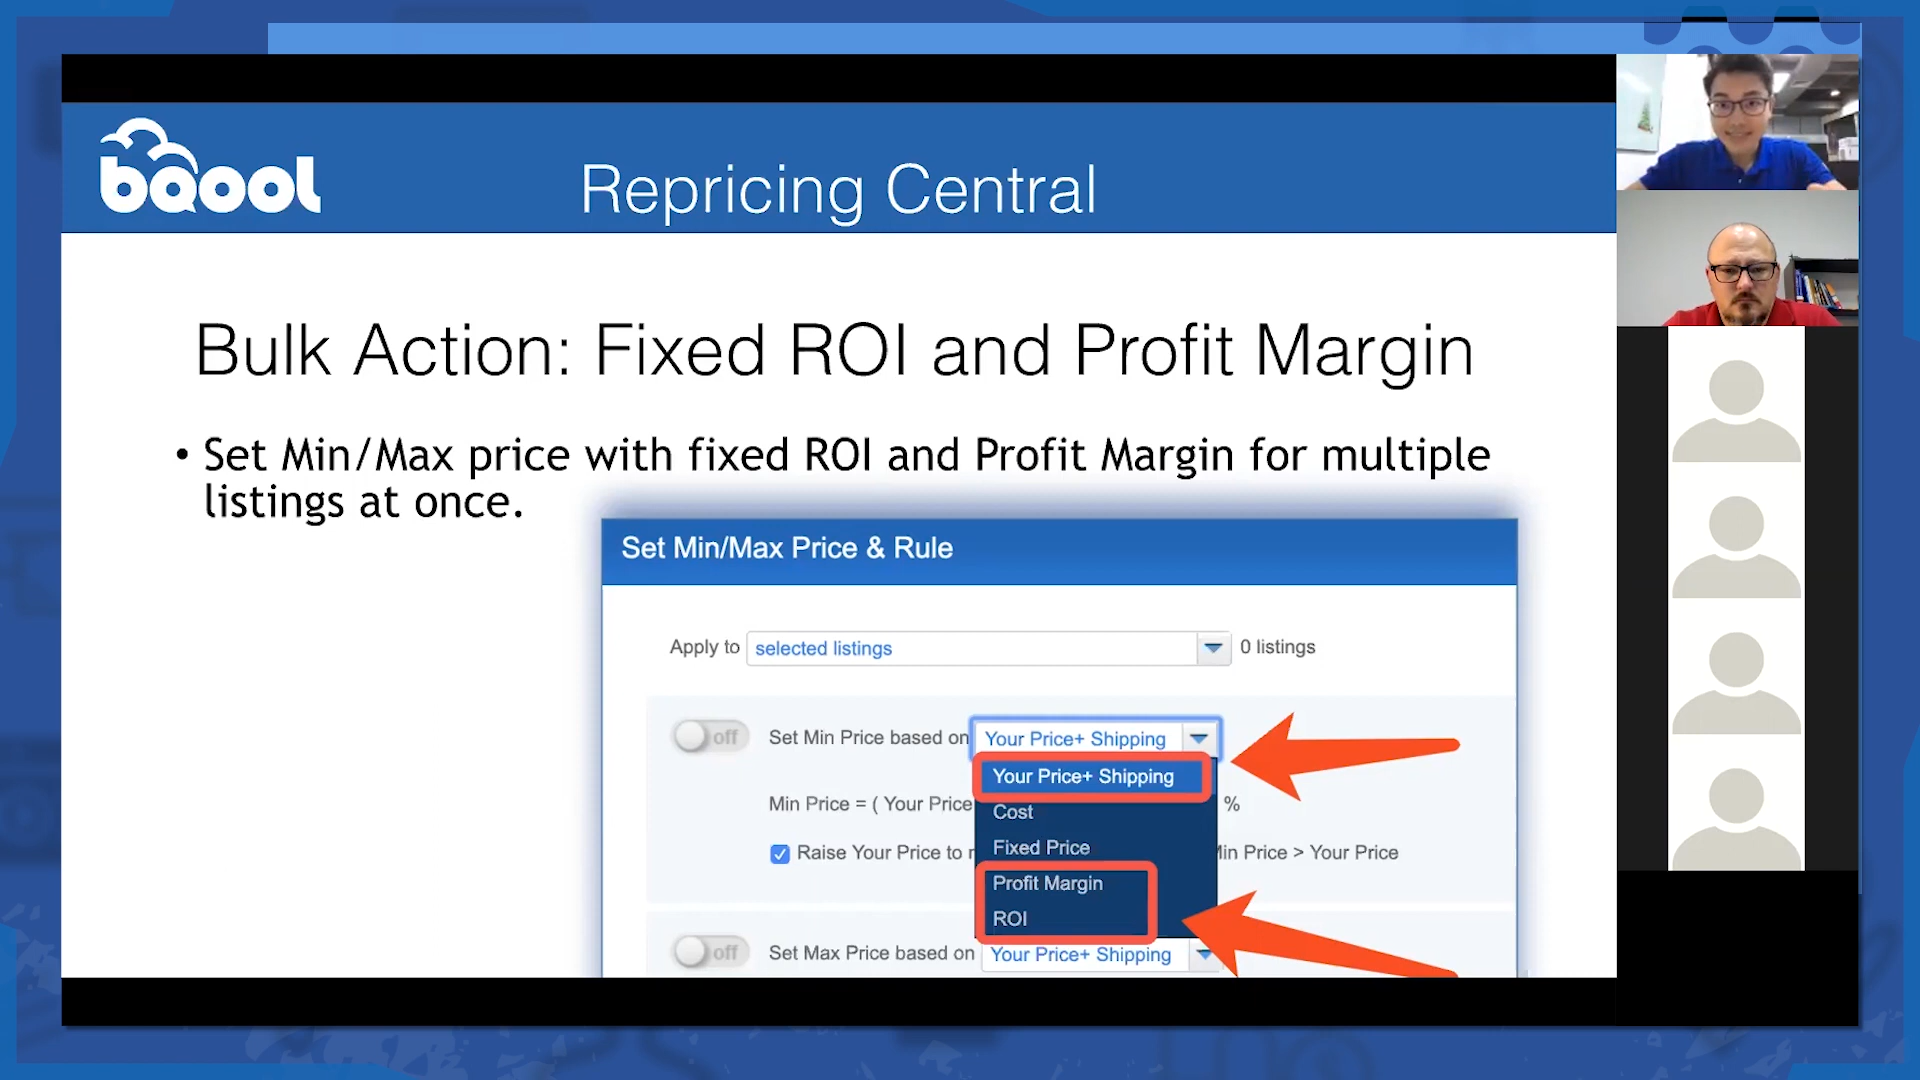 bqool
Repricing Central
Bulk Action: Fixed ROI and Profit Margin
• Set Min/Max price with fixed ROI and Profit Margin for multiple
listings at once.
Set Min/Max Price & Rule
Apply to selected listings 0 listings
off Set Min Price based on Your Price+ Shipping
Your Price+ Shipping
Min Price = ( Your Price %
Cost
Raise Your Price to Min Price > Your Price
Fixed Price
Profit Margin
ROI
off Set Max Price based on Your Price+ Shipping